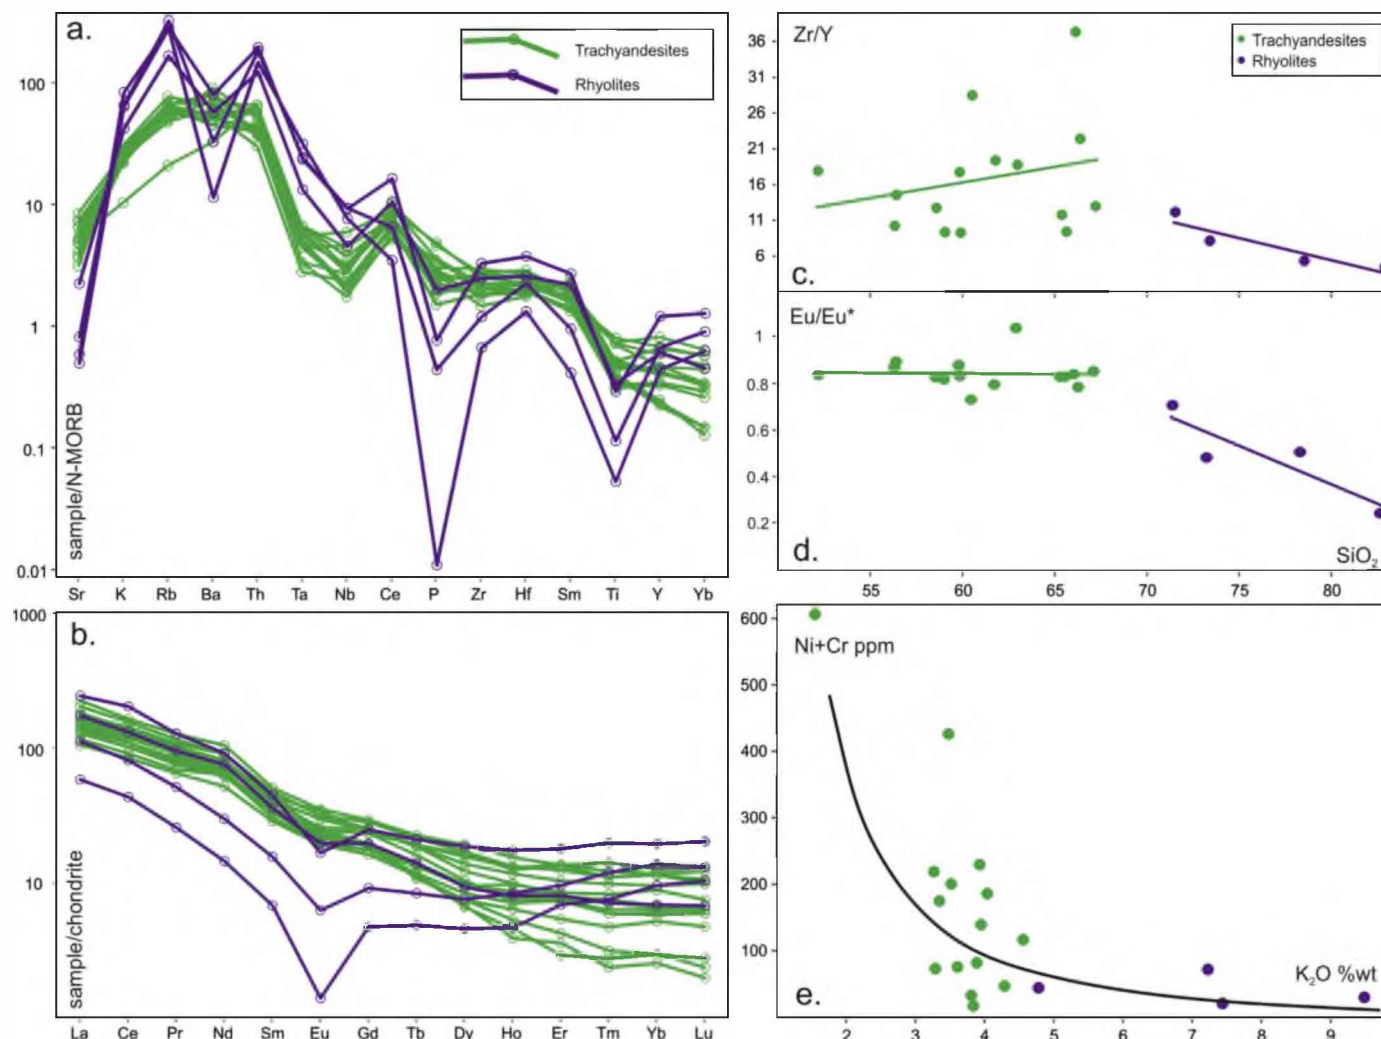 a.
Trachyandesites
Rhyolites
100
10
1
0.1
0.01
sample/N-MORB
Sr K Rb Ba Th Ta Nb Ce P Zr Hf Sm Ti Y Yb
b.
1000
100
10
sample/chondrite
La Ce Pr Nd Sm Eu Gd Tb Dy Ho Er Tm Yb Lu
Zr/Y
Trachyandesites
Rhyolites
36
31
26
21
16
11
6
c.
Eu/Eu*
1
0.8
0.6
0.4
0.2
d.
SiO2
55 60 65 70 75 80
600
Ni+Cr ppm
500
400
300
200
100
K2O %wt
e.
2 3 4 5 6 7 8 9